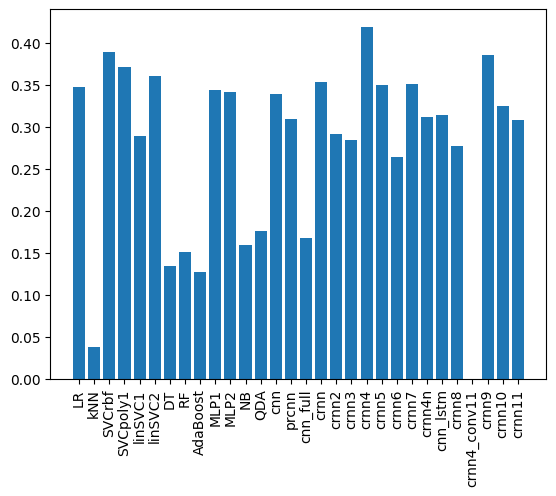 0.40
0.35
0.30
0.25
0.20
0.15
0.10
0.05
0.00
LR
kNN
SVCrbf
SVCpoly1
linSVC1
linSVC2
DT
RF
AdaBoost
MLP1
MLP2
NB
QDA
cnn
prcnn
cnn_full
crnn
crnn2
crnn3
crnn4
crnn5
crnn6
crnn7
crnn4n
cnn_lstm
crnn8
crnn4_conv11
crnn9
crnn10
crnn11